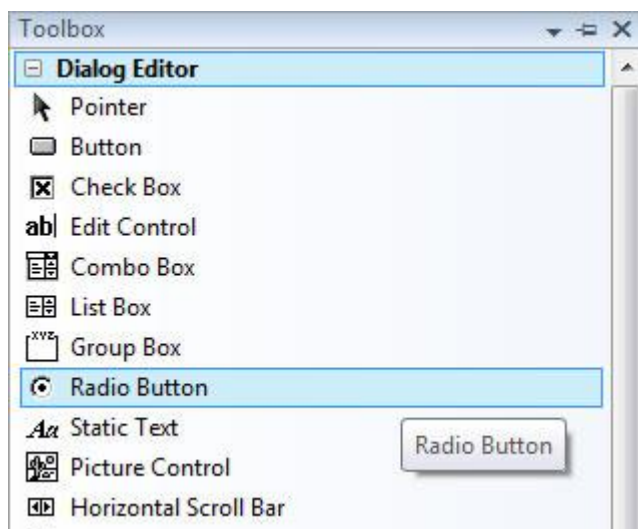 Toolbox
Dialog Editor
Pointer
Button
Check Box
ab| Edit Control
Combo Box
List Box
XYZ Group Box
Radio Button
Aa Static Text
Radio Button
Picture Control
Horizontal Scroll Bar